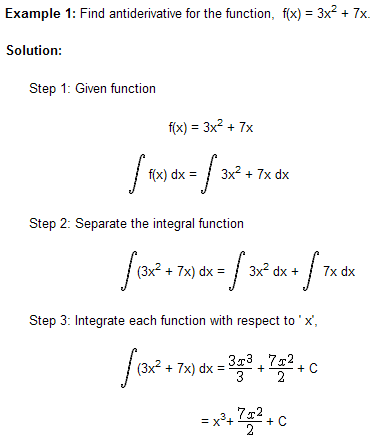 Example 1: Find antiderivative for the function, f(x) = 3x² + 7x.
Solution:
Step 1: Given function
f(x) = 3x² + 7x
∫ f(x) dx = ∫ 3x² + 7x dx
Step 2: Separate the integral function
∫ (3x² + 7x) dx = ∫ 3x² dx + ∫ 7x dx
Step 3: Integrate each function with respect to ' x',
∫ (3x² + 7x) dx = 3x3/3 + 7x2/2 + C
= x³ + 7x2/2 + C